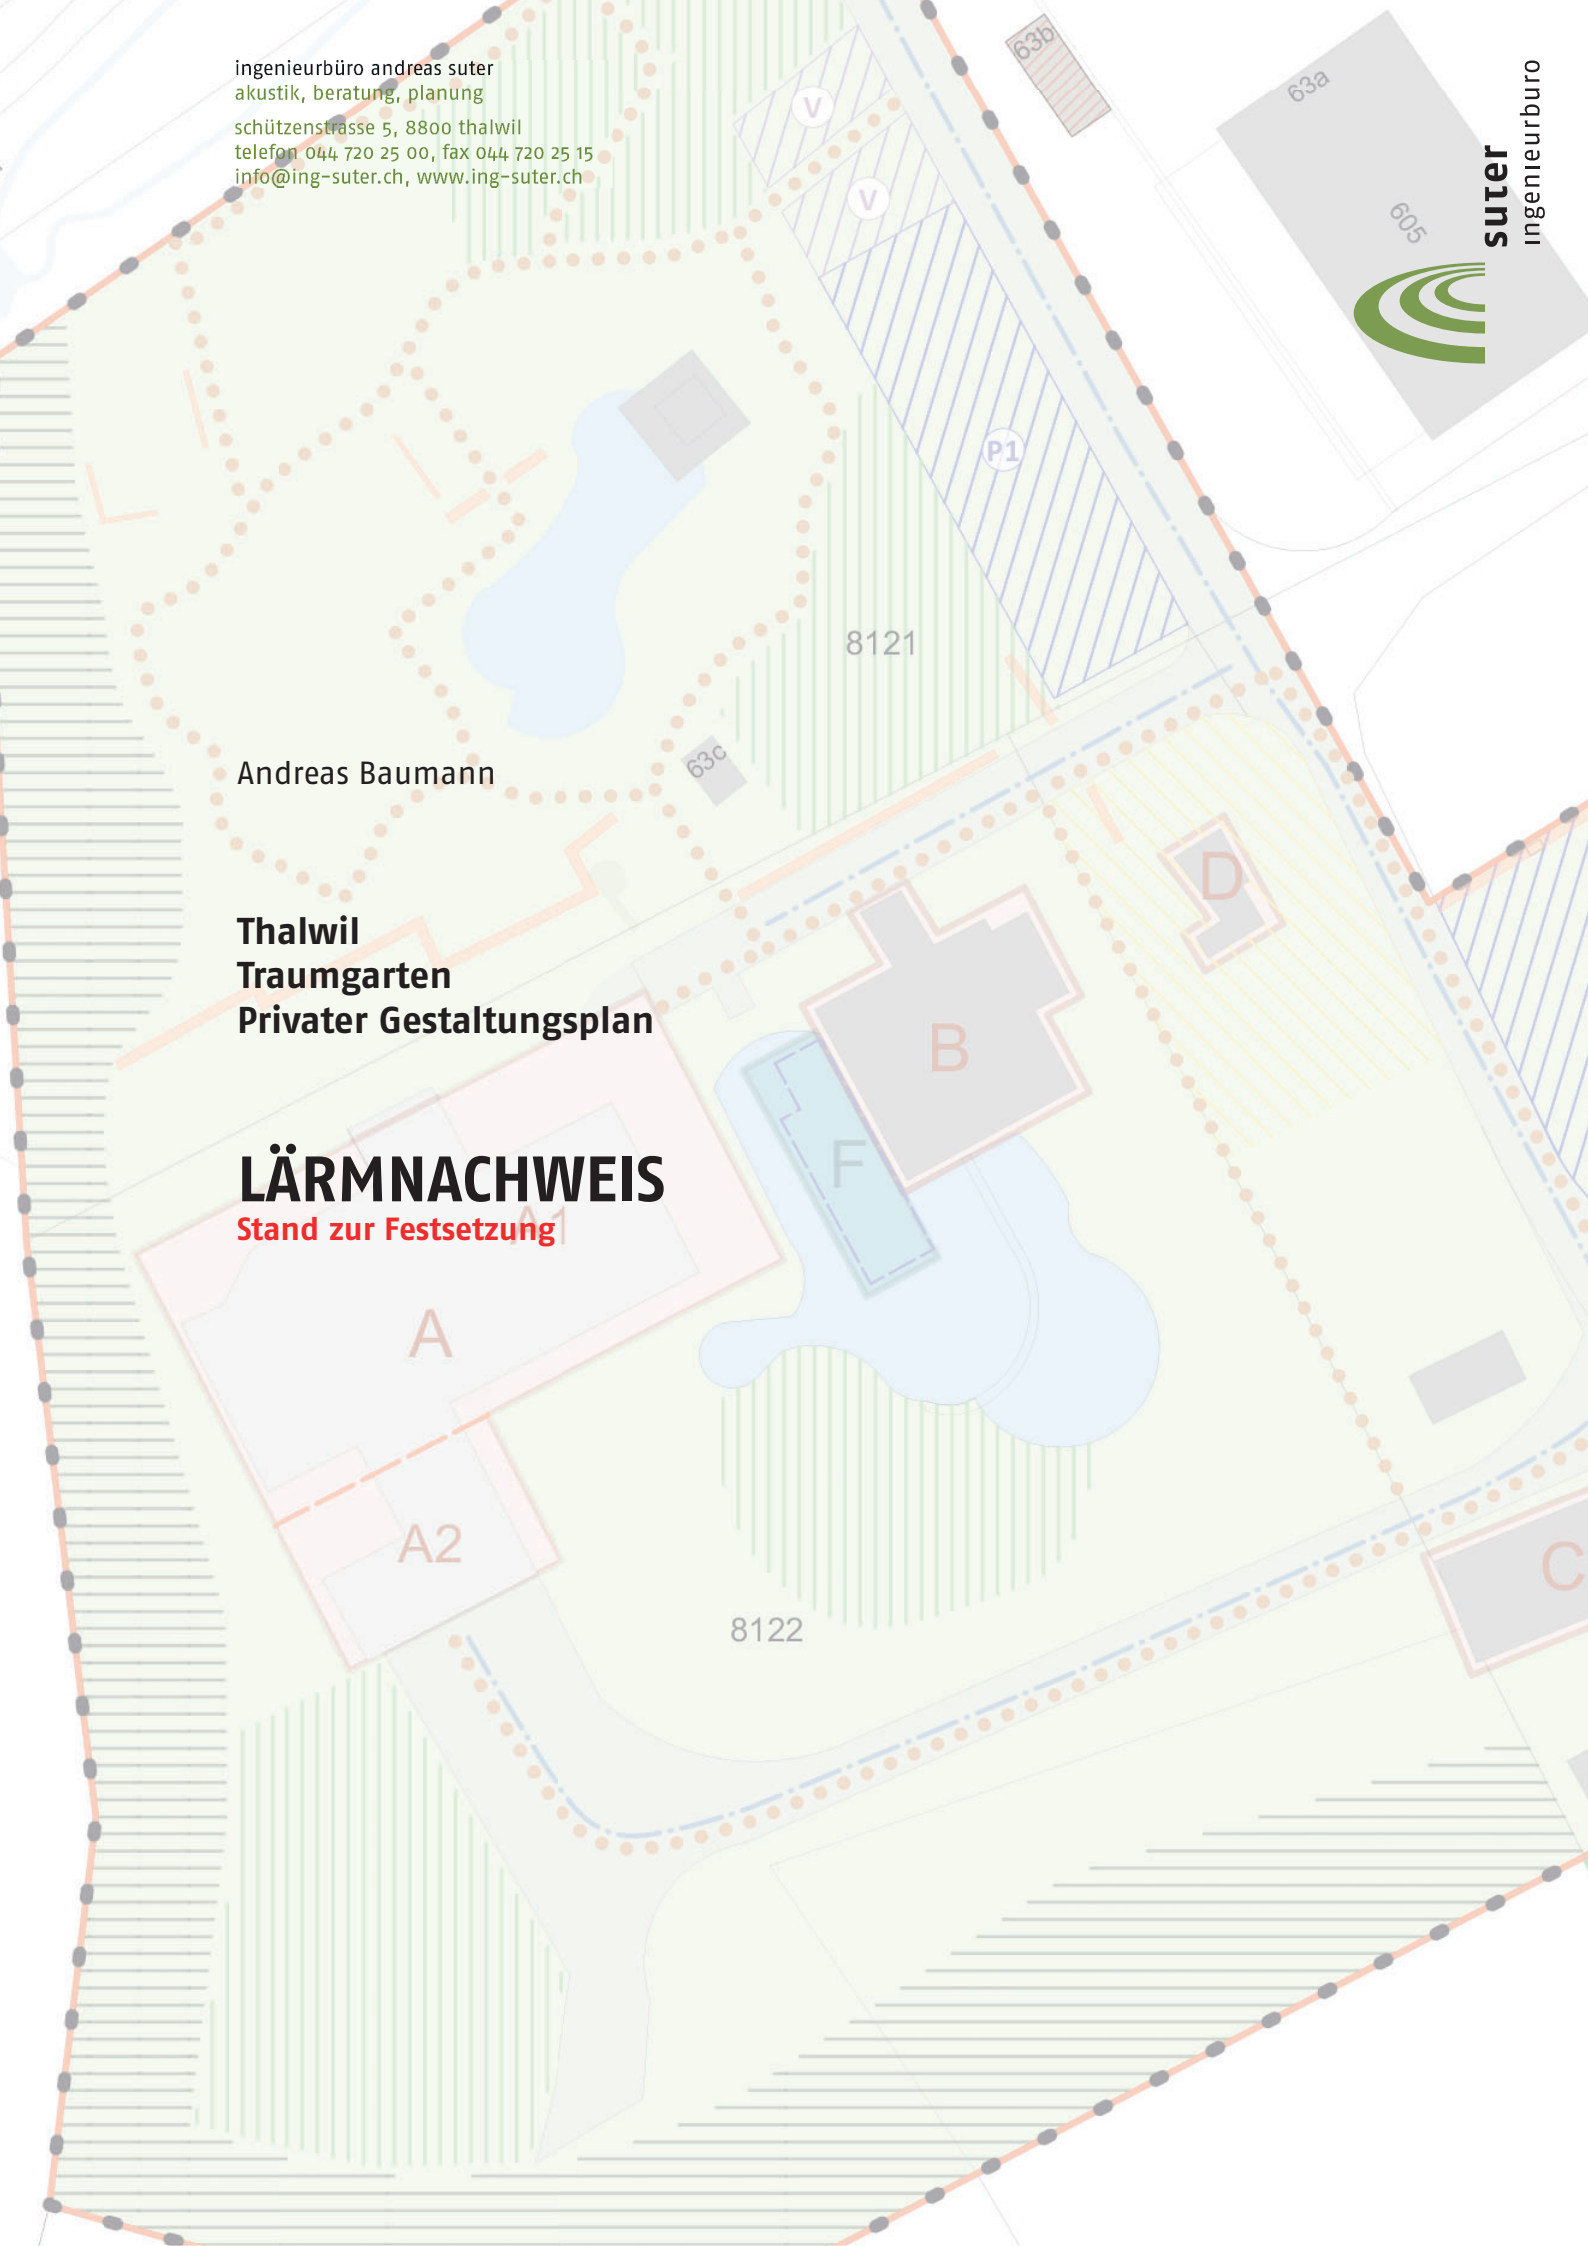 ingenieurbüro andreas suter
akustik, beratung, planung
schützenstrasse 5, 8800 thalwil
telefon 044 720 25 00, fax 044 720 25 15
info@ing-suter.ch, www.ing-suter.ch
suter
ingenieurbüro
63b
63a
605
V
V
P1
8121
63c
Andreas Baumann
Thalwil
Traumgarten
Privater Gestaltungsplan
D
B
F
LÄRMNACHWEIS
Stand zur Festsetzung
A1
A
A2
C
8122